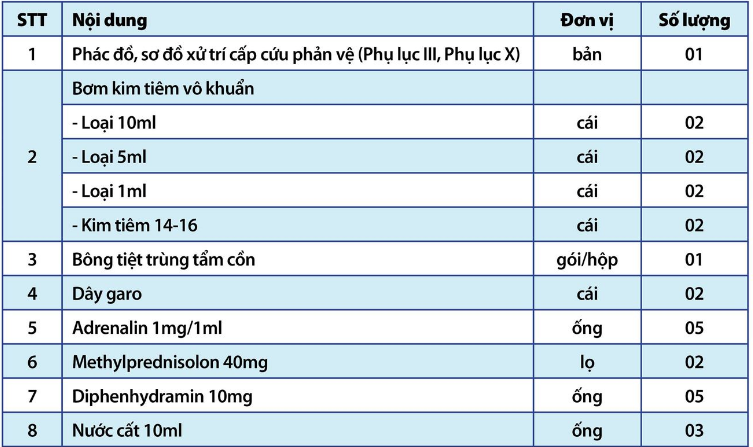 STT Nội dung Đơn vị Số lượng
1 Phác đồ, sơ đồ xử trí cấp cứu phản vệ (Phụ lục III, Phụ lục X) bản 01
Bơm kim tiêm vô khuẩn
- Loại 10ml cái 02
2 - Loại 5ml cái 02
- Loại 1ml cái 02
- Kim tiêm 14-16 cái 02
3 Bông tiệt trùng tẩm cồn gói/hộp 01
4 Dây garo cái 02
5 Adrenalin 1mg/1ml ống 05
6 Methylprednisolon 40mg lọ 02
7 Diphenhydramin 10mg ống 05
8 Nước cất 10ml ống 03